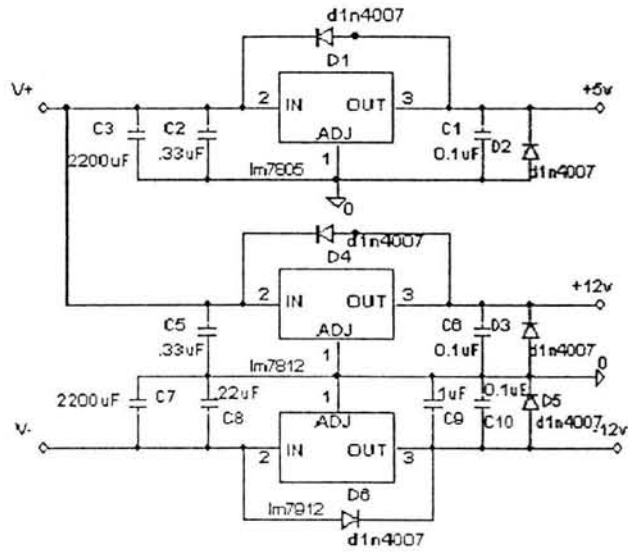 d1n4007
D1
V+
2 IN OUT 3
+5v
ADJ
C3 C2 C1
2200uF .33uF 0.1uF D2
1
lm7805 d1n4007
0
d1n4007
D4
2 IN OUT 3
+12v
ADJ
C5 C6 D3
.33uF 0.1uF
1
lm7812 d1n4007
0
2200uF C7 22uF 1 1uF 0.1uF
C8 ADJ C9 C10 D5
d1n4007
V- -12v
2 IN OUT 3
D6
lm7912
d1n4007